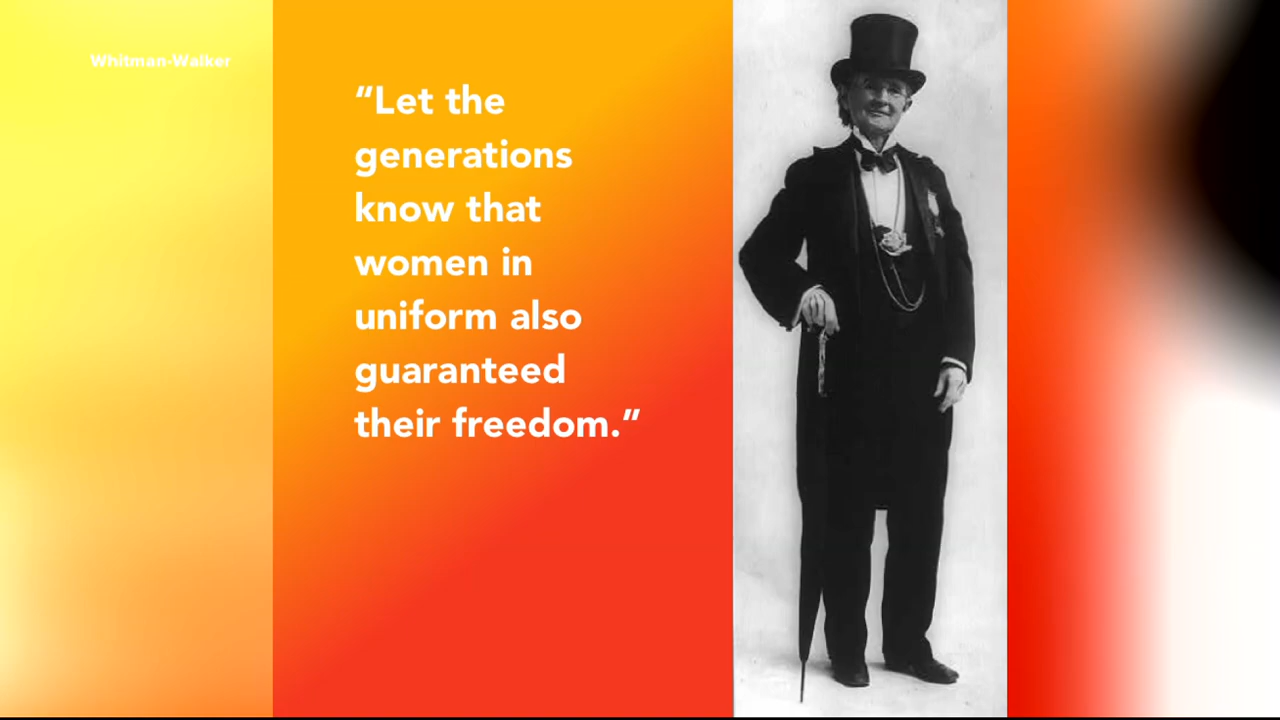 Whitman-Walker
“Let the
generations
know that
women in
uniform also
guaranteed
their freedom.”